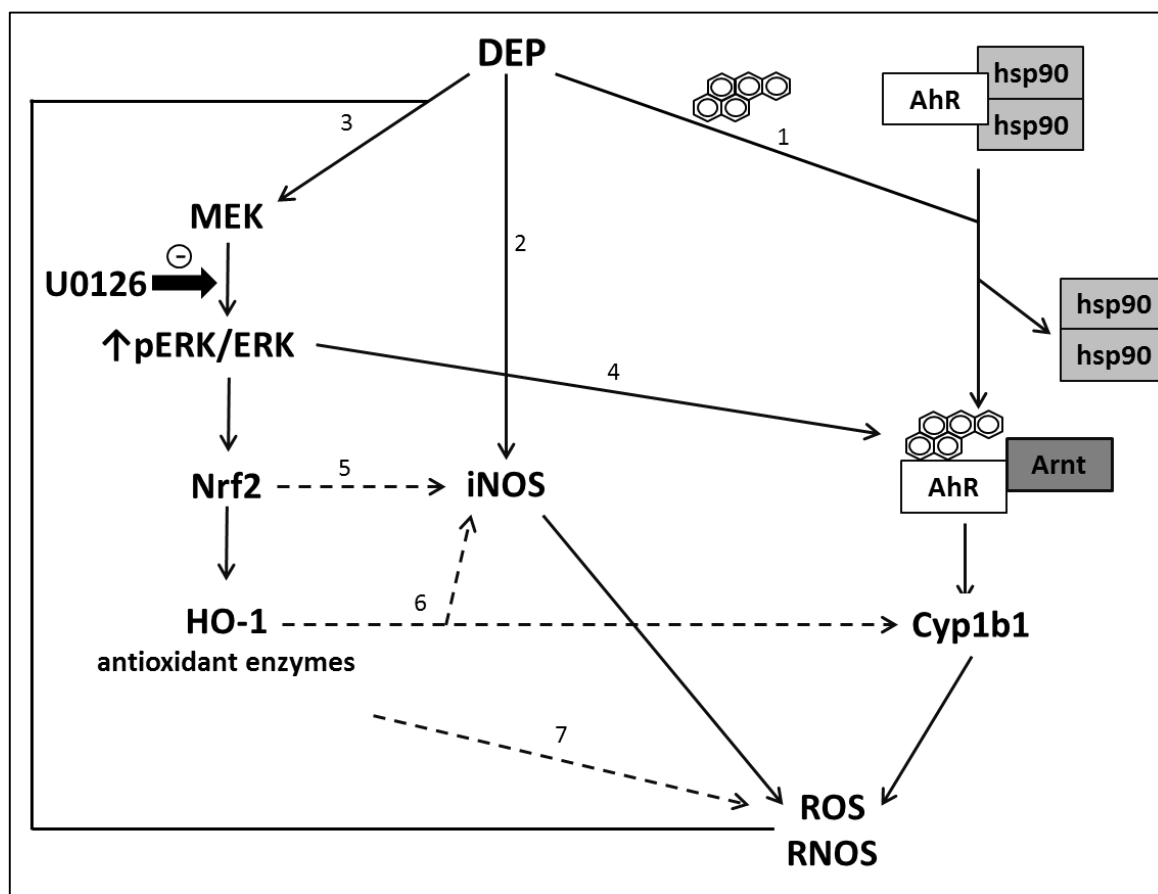 DEP
hsp90
AhR
hsp90
3
1
MEK
2
U0126
−
hsp90
↑pERK/ERK
hsp90
4
Nrf2
5
iNOS
AhR
Arnt
HO-1
6
Cyp1b1
antioxidant enzymes
7
ROS
RNOS